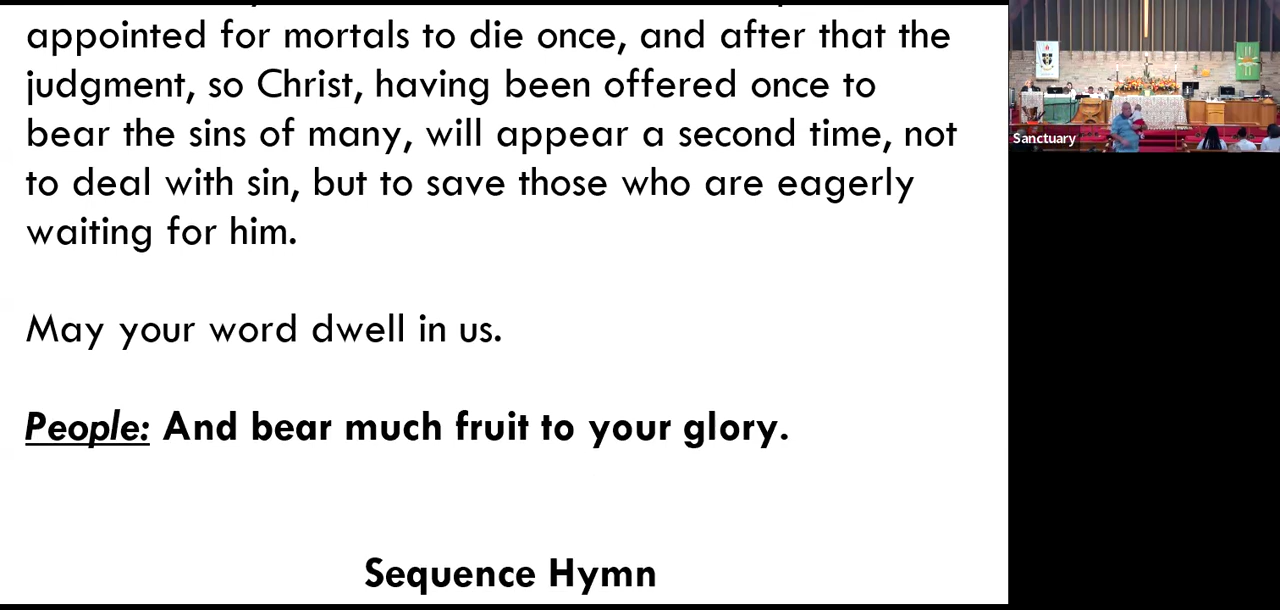 appointed for mortals to die once, and after that the
judgment, so Christ, having been offered once to
bear the sins of many, will appear a second time, not
to deal with sin, but to save those who are eagerly
waiting for him.
May your word dwell in us.
People: And bear much fruit to your glory.
Sequence Hymn
Sanctuary